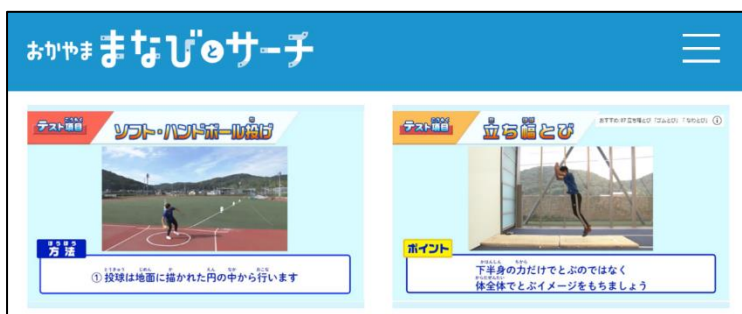 おかやま まなびとサーチ
テスト項目 ソフト・ハンドボール投げ
方法
①投球は地面に描かれた円の中から行います
テスト項目 立ち幅とび
ポイント
下半身の力だけでとぶのではなく
体全体でとぶイメージをもちましょう